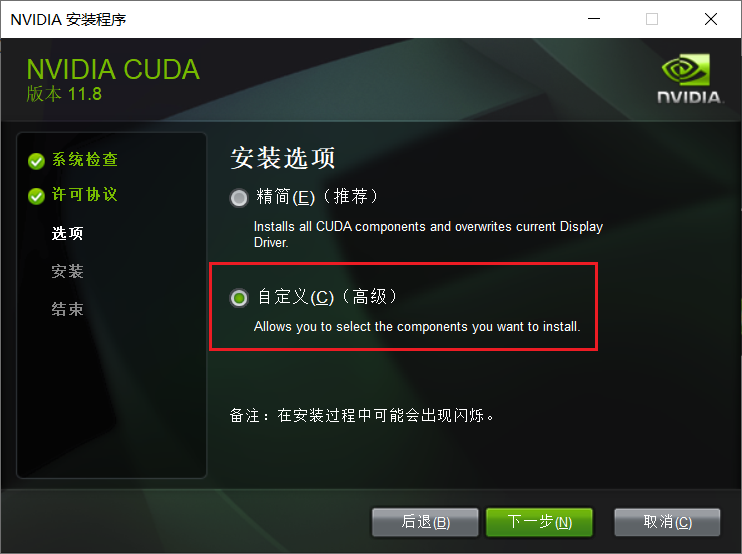 NVIDIA 安装程序
NVIDIA CUDA
版本 11.8
NVIDIA.
系统检查
许可协议
选项
安装
结束
安装选项
精简(E)（推荐）
Installs all CUDA components and overwrites current Display
Driver.
自定义(C)（高级）
Allows you to select the components you want to install.
备注：在安装过程中可能会出现闪烁。
后退(B)
下一步(N)
取消(C)